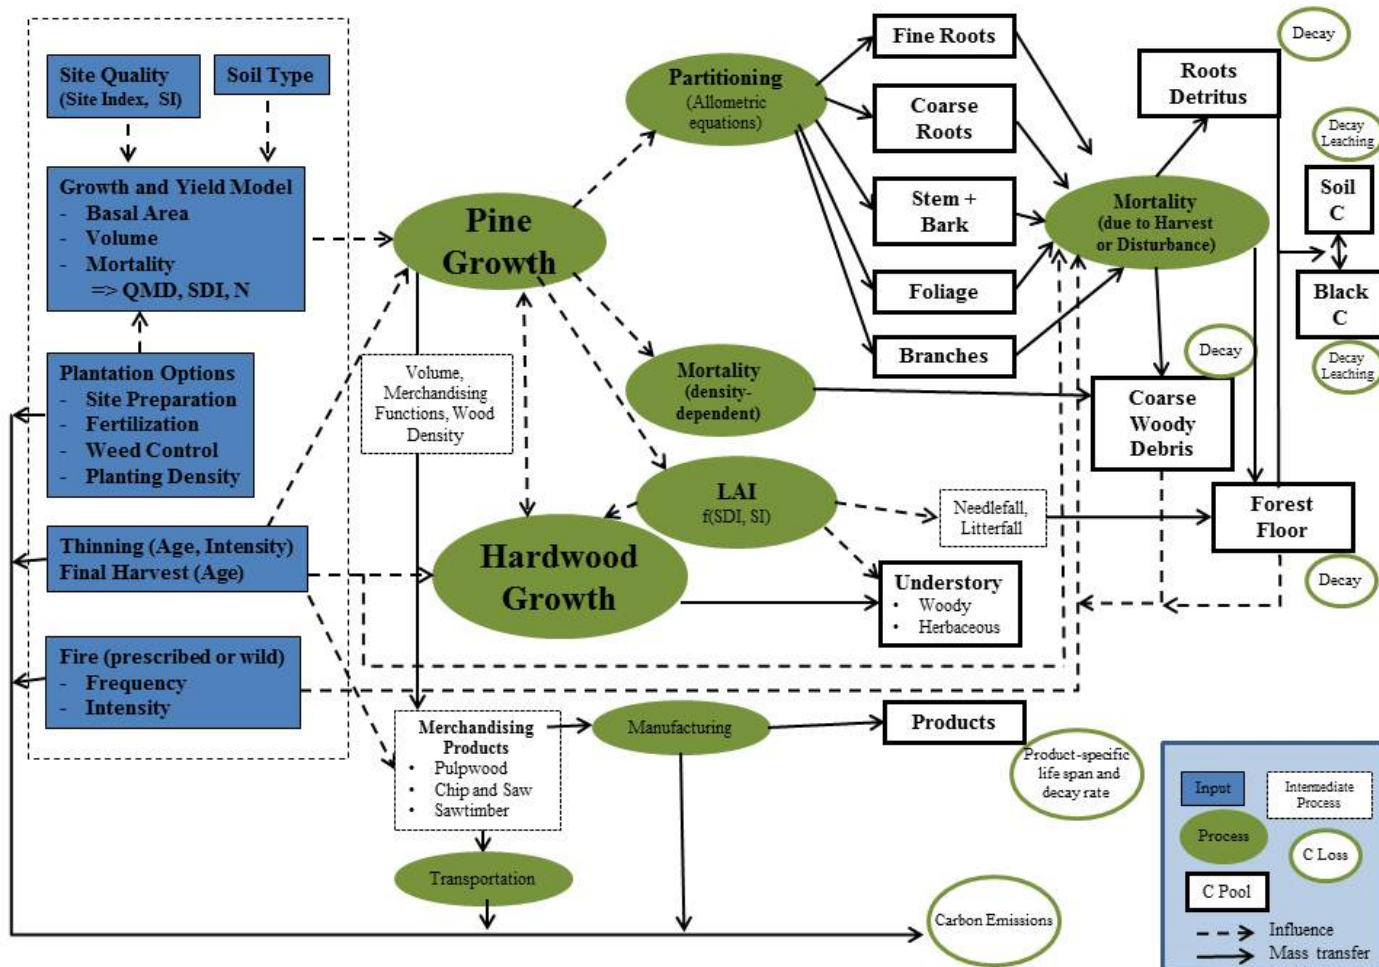 Site Quality
(Site Index, SI)
Soil Type
Growth and Yield Model
- Basal Area
- Volume
- Mortality
=> QMD, SDI, N
Plantation Options
- Site Preparation
- Fertilization
- Weed Control
- Planting Density
Thinning (Age, Intensity)
Final Harvest (Age)
Fire (prescribed or wild)
- Frequency
- Intensity
Pine
Growth
Volume,
Merchandising
Functions, Wood
Density
Hardwood
Growth
Merchandising
Products
• Pulpwood
• Chip and Saw
• Sawtimber
Transportation
Manufacturing
Partitioning
(Allometric
equations)
Mortality
(density-
dependent)
LAI
f(SDI, SI)
Fine Roots
Coarse
Roots
Stem +
Bark
Foliage
Branches
Needlefall,
Litterfall
Understory
• Woody
• Herbaceous
Products
Product-specific
life span and
decay rate
Carbon Emissions
Mortality
(due to Harvest
or Disturbance)
Decay
Roots
Detritus
Decay
Leaching
Soil
C
Black
C
Decay
Leaching
Decay
Coarse
Woody
Debris
Forest
Floor
Decay
Input
Intermediate
Process
Process
C Loss
C Pool
Influence
Mass transfer